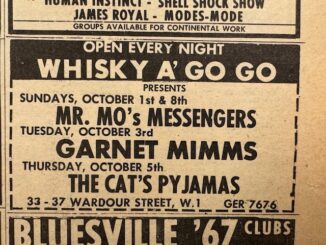 HUMAN INSTINCT - SHELL SHOCK SHOW
JAMES ROYAL - MODES-MODE
GROUPS AVAILABLE FOR CONTINENTAL WORK
OPEN EVERY NIGHT
WHISKY A' GO GO
PRESENTS
SUNDAYS, OCTOBER 1st & 8th
MR. MO's MESSENGERS
TUESDAY, OCTOBER 3rd
GARNET MIMMS
THURSDAY, OCTOBER 5th
THE CAT'S PYJAMAS
33 - 37 WARDOUR STREET, W.1 GER 7676
BLUESVILLE '67 CLUBS